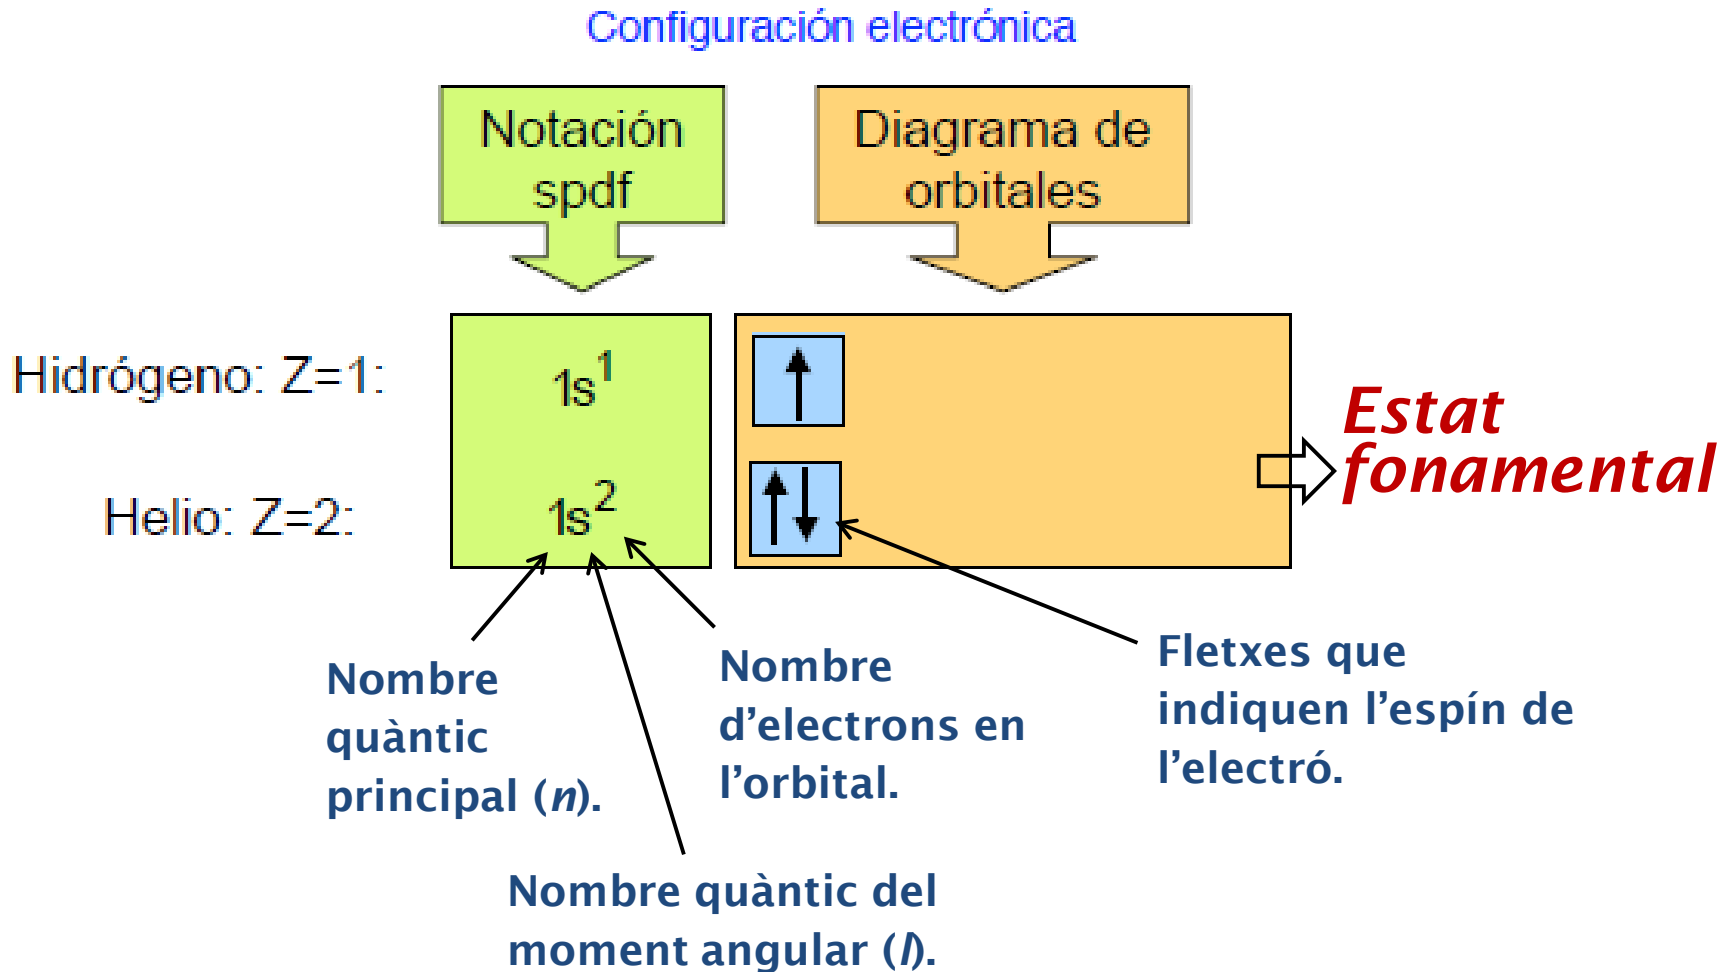 Configuración electrónica
Notación
spdf
Diagrama de
orbitales
Hidrógeno: Z=1:
1s¹
Helio: Z=2:
1s²
Estat
fonamental
Nombre
quàntic
principal (n).
Nombre
d’electrons en
l’orbital.
Fletxes que
indiquen l’espín de
l’electró.
Nombre quàntic del
moment angular (l).